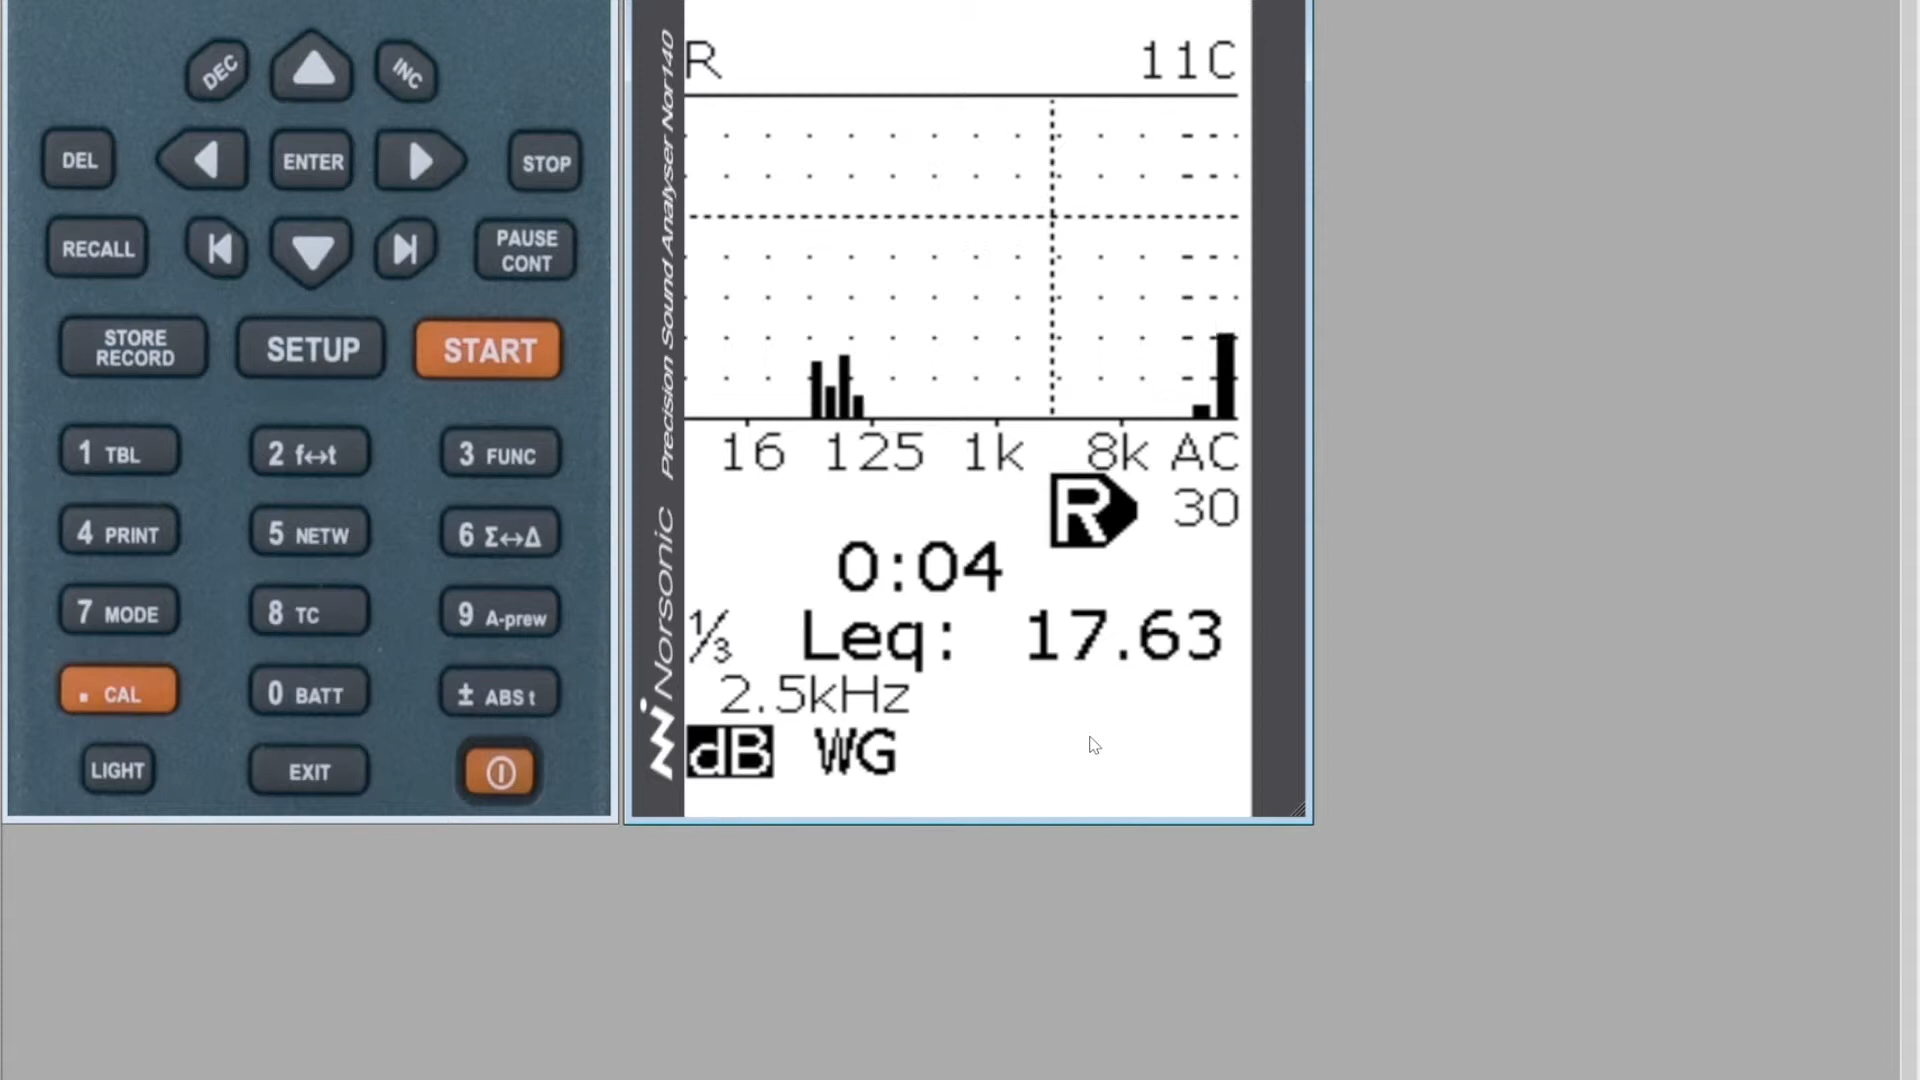 DEC
INC
DEL
ENTER
STOP
RECALL
PAUSE
CONT
STORE
RECORD
SETUP
START
1 TBL
2 f↔t
3 FUNC
4 PRINT
5 NETW
6 Σ↔Δ
7 MODE
8 TC
9 A-prew
. CAL
0 BATT
± ABS t
LIGHT
EXIT
Norsonic Precision Sound Analyser Nor140
R 11C
16 125 1k 8k AC
R 30
0:04
1/3 Leq: 17.63
2.5kHz
dB WG